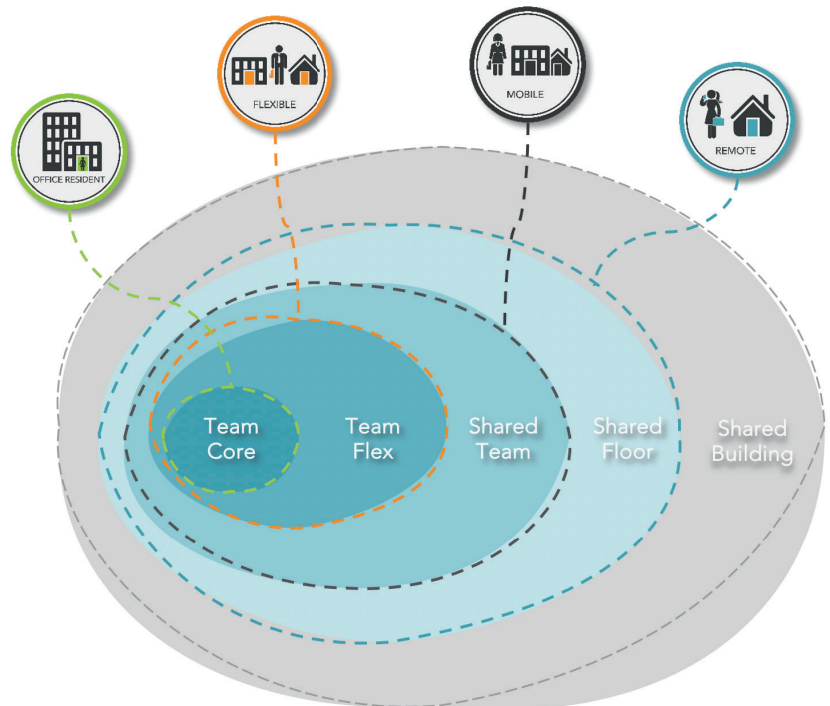 FLEXIBLE
MOBILE
OFFICE RESIDENT
REMOTE
Team
Core
Team
Flex
Shared
Team
Shared
Floor
Shared
Building